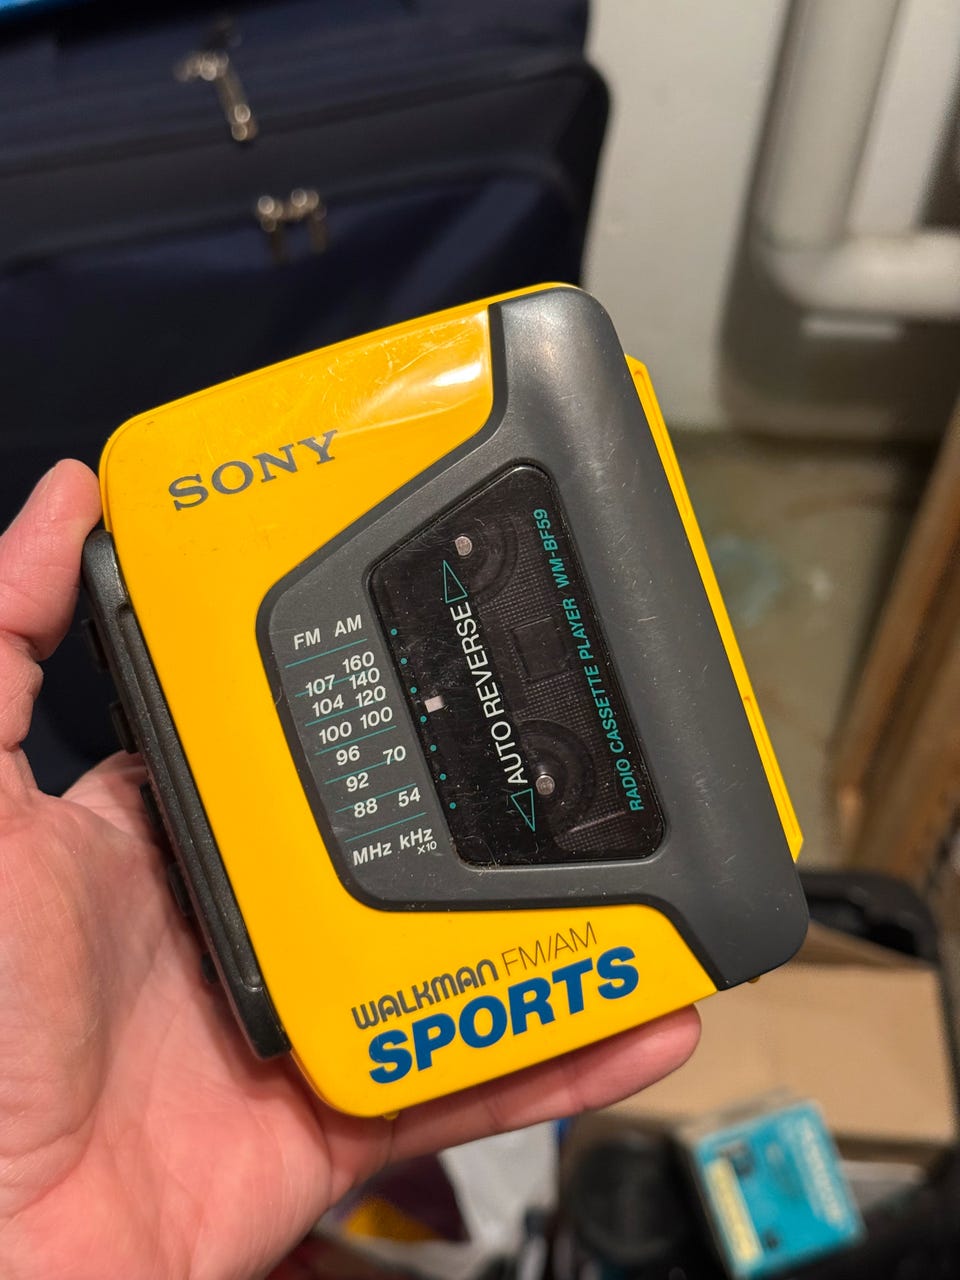 SONY
FM AM
160
107 140
104 120
100 100
96 70
92
88 54
MHz kHz
x10
AUTO REVERSE
RADIO CASSETTE PLAYER WM-BF59
WALKMAN FM/AM
SPORTS